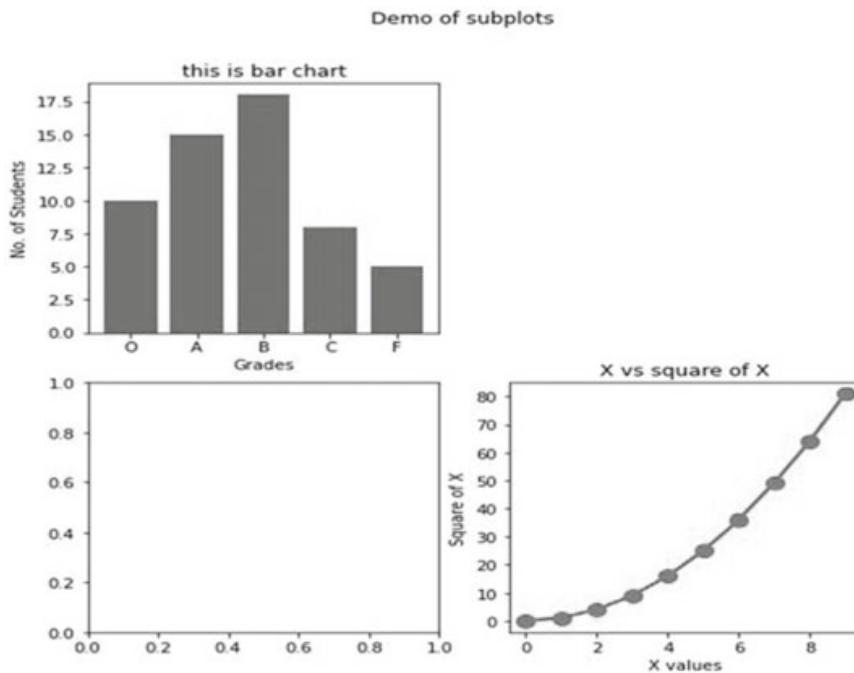 Demo of subplots
this is bar chart
No. of Students
17.5
15.0
12.5
10.0
7.5
5.0
2.5
0.0
O A B C F
Grades
1.0
0.8
0.6
0.4
0.2
0.0
0.0 0.2 0.4 0.6 0.8 1.0
X vs square of X
Square of X
80
70
60
50
40
30
20
10
0
0 2 4 6 8
X values